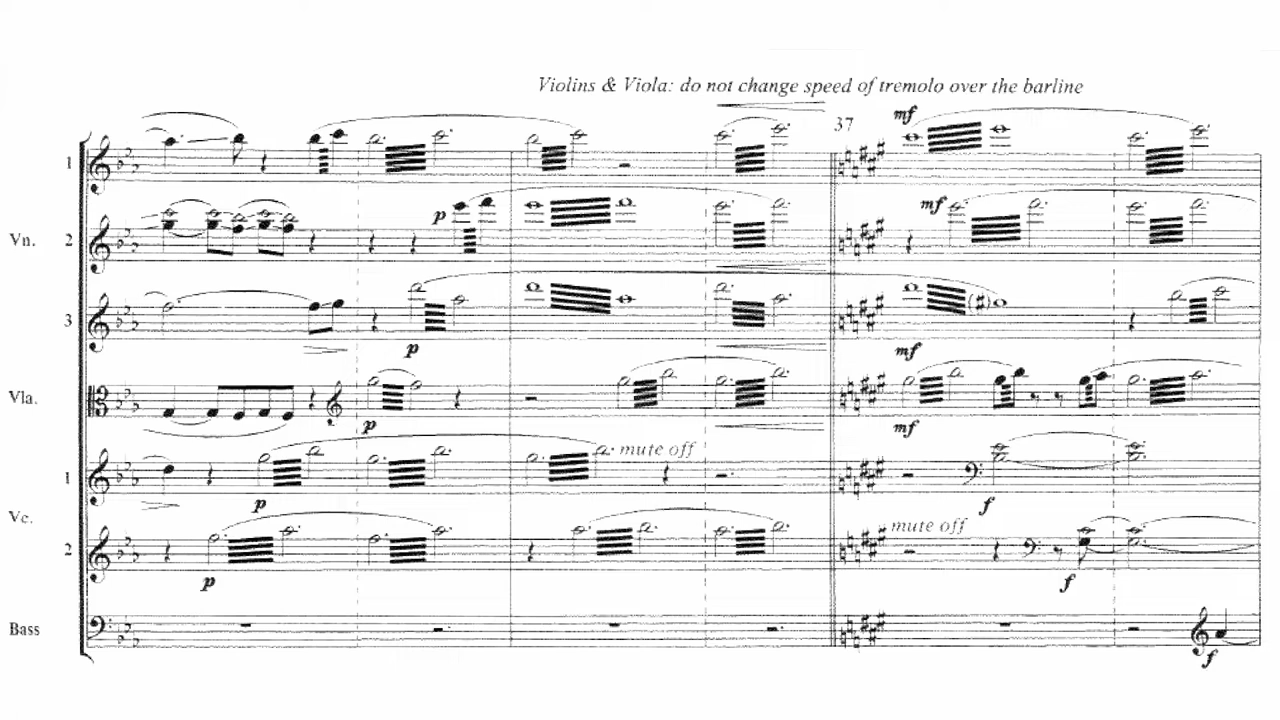 Violins & Viola: do not change speed of tremolo over the barline
37
mf
1
p
mf
Vn. 2
3
p
mf
Vla.
p
mf
mute off
1
p
f
Vc.
mute off
2
p
f
Bass
f